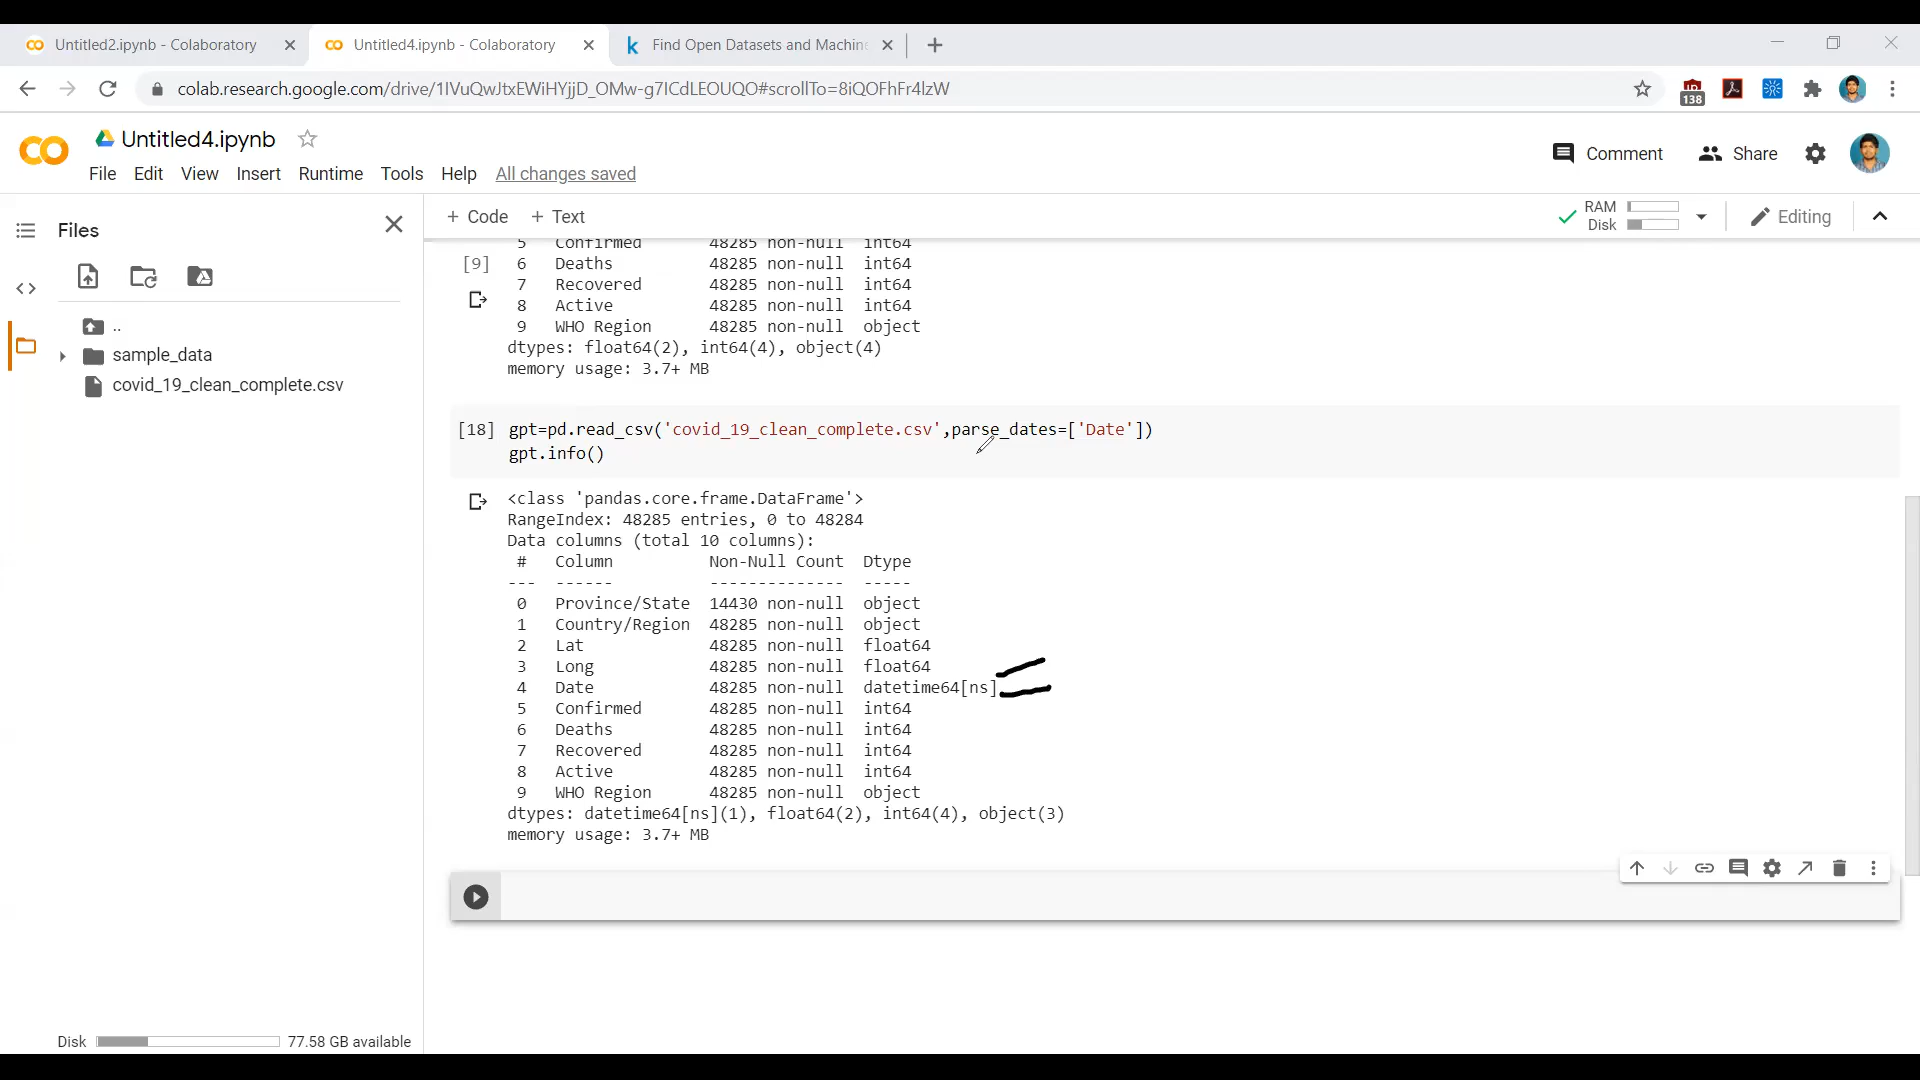 Untitled2.ipynb - Colaboratory
Untitled4.ipynb - Colaboratory
Find Open Datasets and Machine
colab.research.google.com/drive/1IVuQwJtxEWiHYjjD_OMw-g7ICdLEOUQO#scrollTo=8iQOFhFr4lzW
138
Untitled4.ipynb
Comment
Share
File Edit View Insert Runtime Tools Help All changes saved
Files
+ Code + Text
RAM
Disk
Editing
..
sample_data
covid_19_clean_complete.csv
[9]
5 Confirmed 48285 non-null int64
6 Deaths 48285 non-null int64
7 Recovered 48285 non-null int64
8 Active 48285 non-null int64
9 WHO Region 48285 non-null object
dtypes: float64(2), int64(4), object(4)
memory usage: 3.7+ MB
[18] gpt=pd.read_csv('covid_19_clean_complete.csv',parse_dates=['Date'])
gpt.info()
<class 'pandas.core.frame.DataFrame'>
RangeIndex: 48285 entries, 0 to 48284
Data columns (total 10 columns):
# Column Non-Null Count Dtype
--- ------ -------------- -----
0 Province/State 14430 non-null object
1 Country/Region 48285 non-null object
2 Lat 48285 non-null float64
3 Long 48285 non-null float64
4 Date 48285 non-null datetime64[ns]
5 Confirmed 48285 non-null int64
6 Deaths 48285 non-null int64
7 Recovered 48285 non-null int64
8 Active 48285 non-null int64
9 WHO Region 48285 non-null object
dtypes: datetime64[ns](1), float64(2), int64(4), object(3)
memory usage: 3.7+ MB
Disk 77.58 GB available